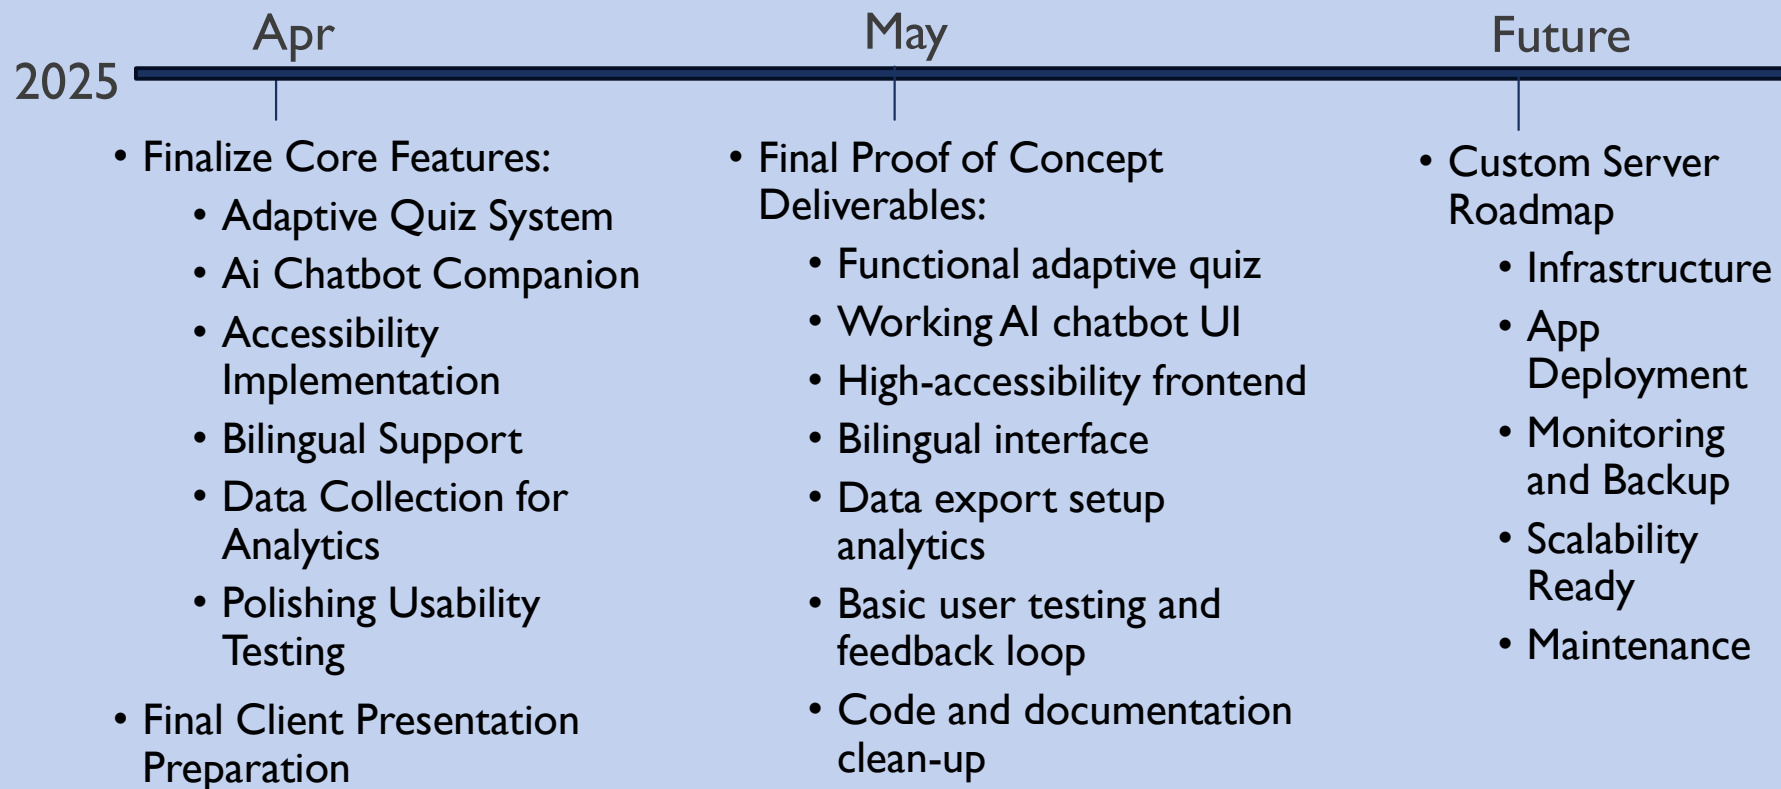 2025
Apr
• Finalize Core Features:
• Adaptive Quiz System
• Ai Chatbot Companion
• Accessibility
Implementation
• Bilingual Support
• Data Collection for
Analytics
• Polishing Usability
Testing
• Final Client Presentation
Preparation
May
• Final Proof of Concept
Deliverables:
• Functional adaptive quiz
• Working AI chatbot UI
• High-accessibility frontend
• Bilingual interface
• Data export setup
analytics
• Basic user testing and
feedback loop
• Code and documentation
clean-up
Future
• Custom Server
Roadmap
• Infrastructure
• App
Deployment
• Monitoring
and Backup
• Scalability
Ready
• Maintenance